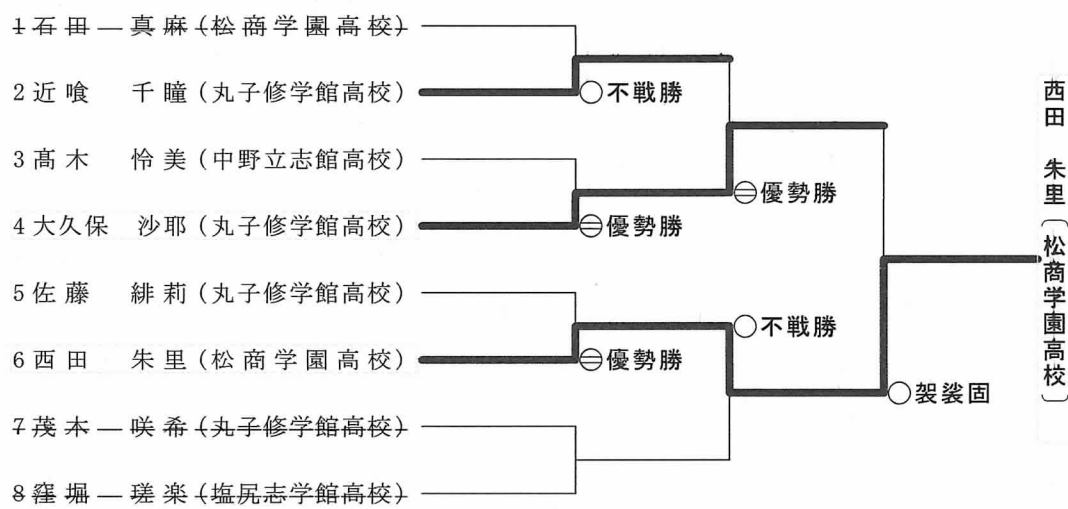 1 石田 真麻 (松商学園高校)
2 近喰 千瞳 (丸子修学館高校)
○不戦勝
3 髙木 怜美 (中野立志館高校)
4 大久保 沙耶 (丸子修学館高校)
優勢勝
優勢勝
5 佐藤 緋莉 (丸子修学館高校)
6 西田 朱里 (松商学園高校)
優勢勝
○不戦勝
7 茂木 咲希 (丸子修学館高校)
8 窪堀 瑳楽 (塩尻志学館高校)
○袈裟固
西田 朱里 (松商学園高校)